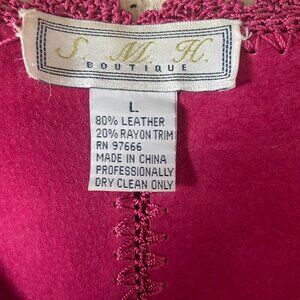 S. M. H.
BOUTIQUE
L
80% LEATHER
20% RAYON TRIM
RN 97666
MADE IN CHINA
PROFESSIONALLY
DRY CLEAN ONLY